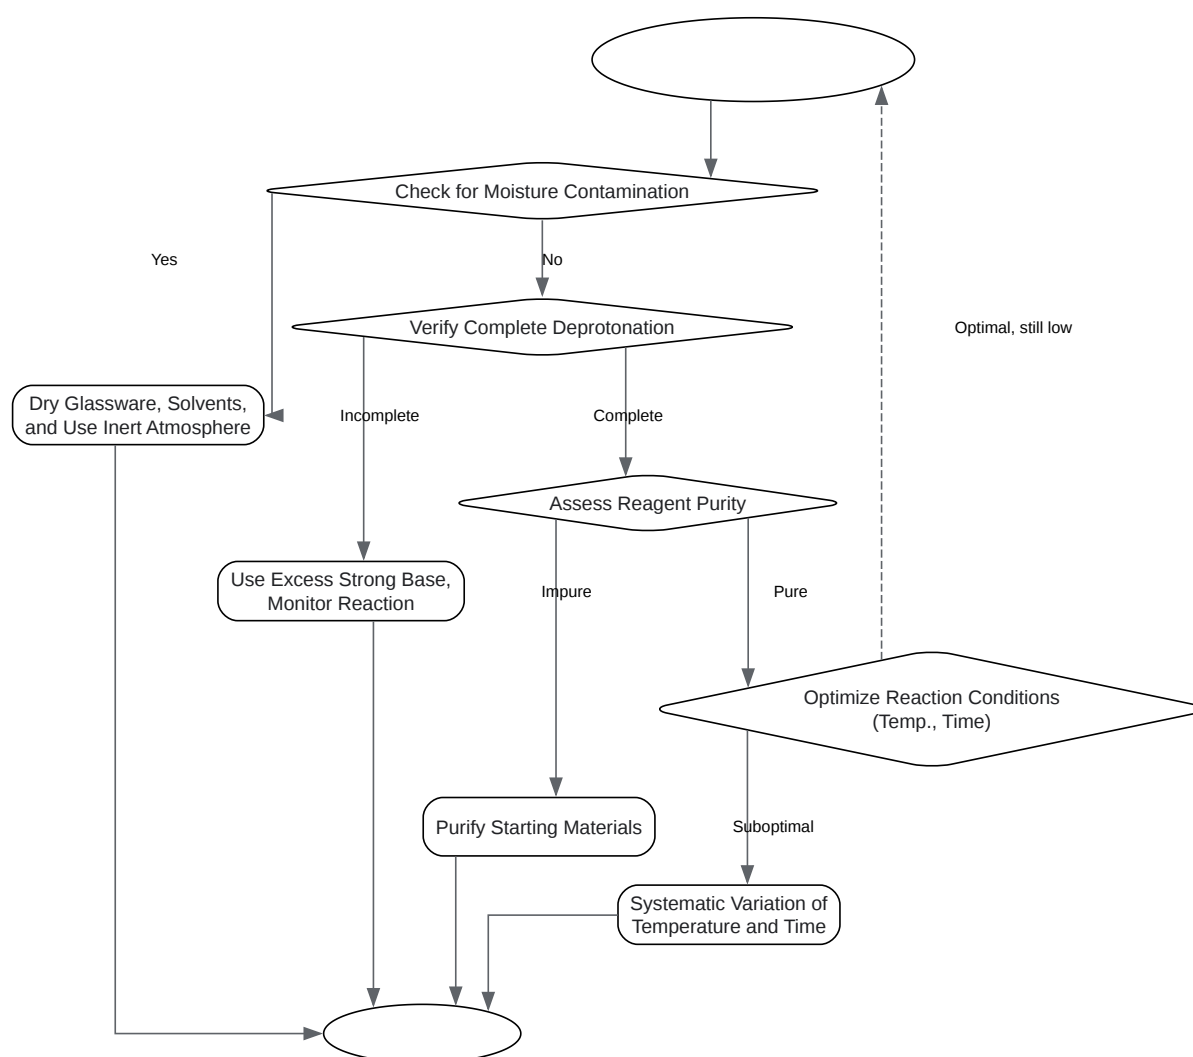 Check for Moisture Contamination
Yes
No
Verify Complete Deprotonation
Optimal, still low
Dry Glassware, Solvents,
and Use Inert Atmosphere
Incomplete
Complete
Assess Reagent Purity
Use Excess Strong Base,
Monitor Reaction
Impure
Pure
Optimize Reaction Conditions
(Temp., Time)
Purify Starting Materials
Suboptimal
Systematic Variation of
Temperature and Time